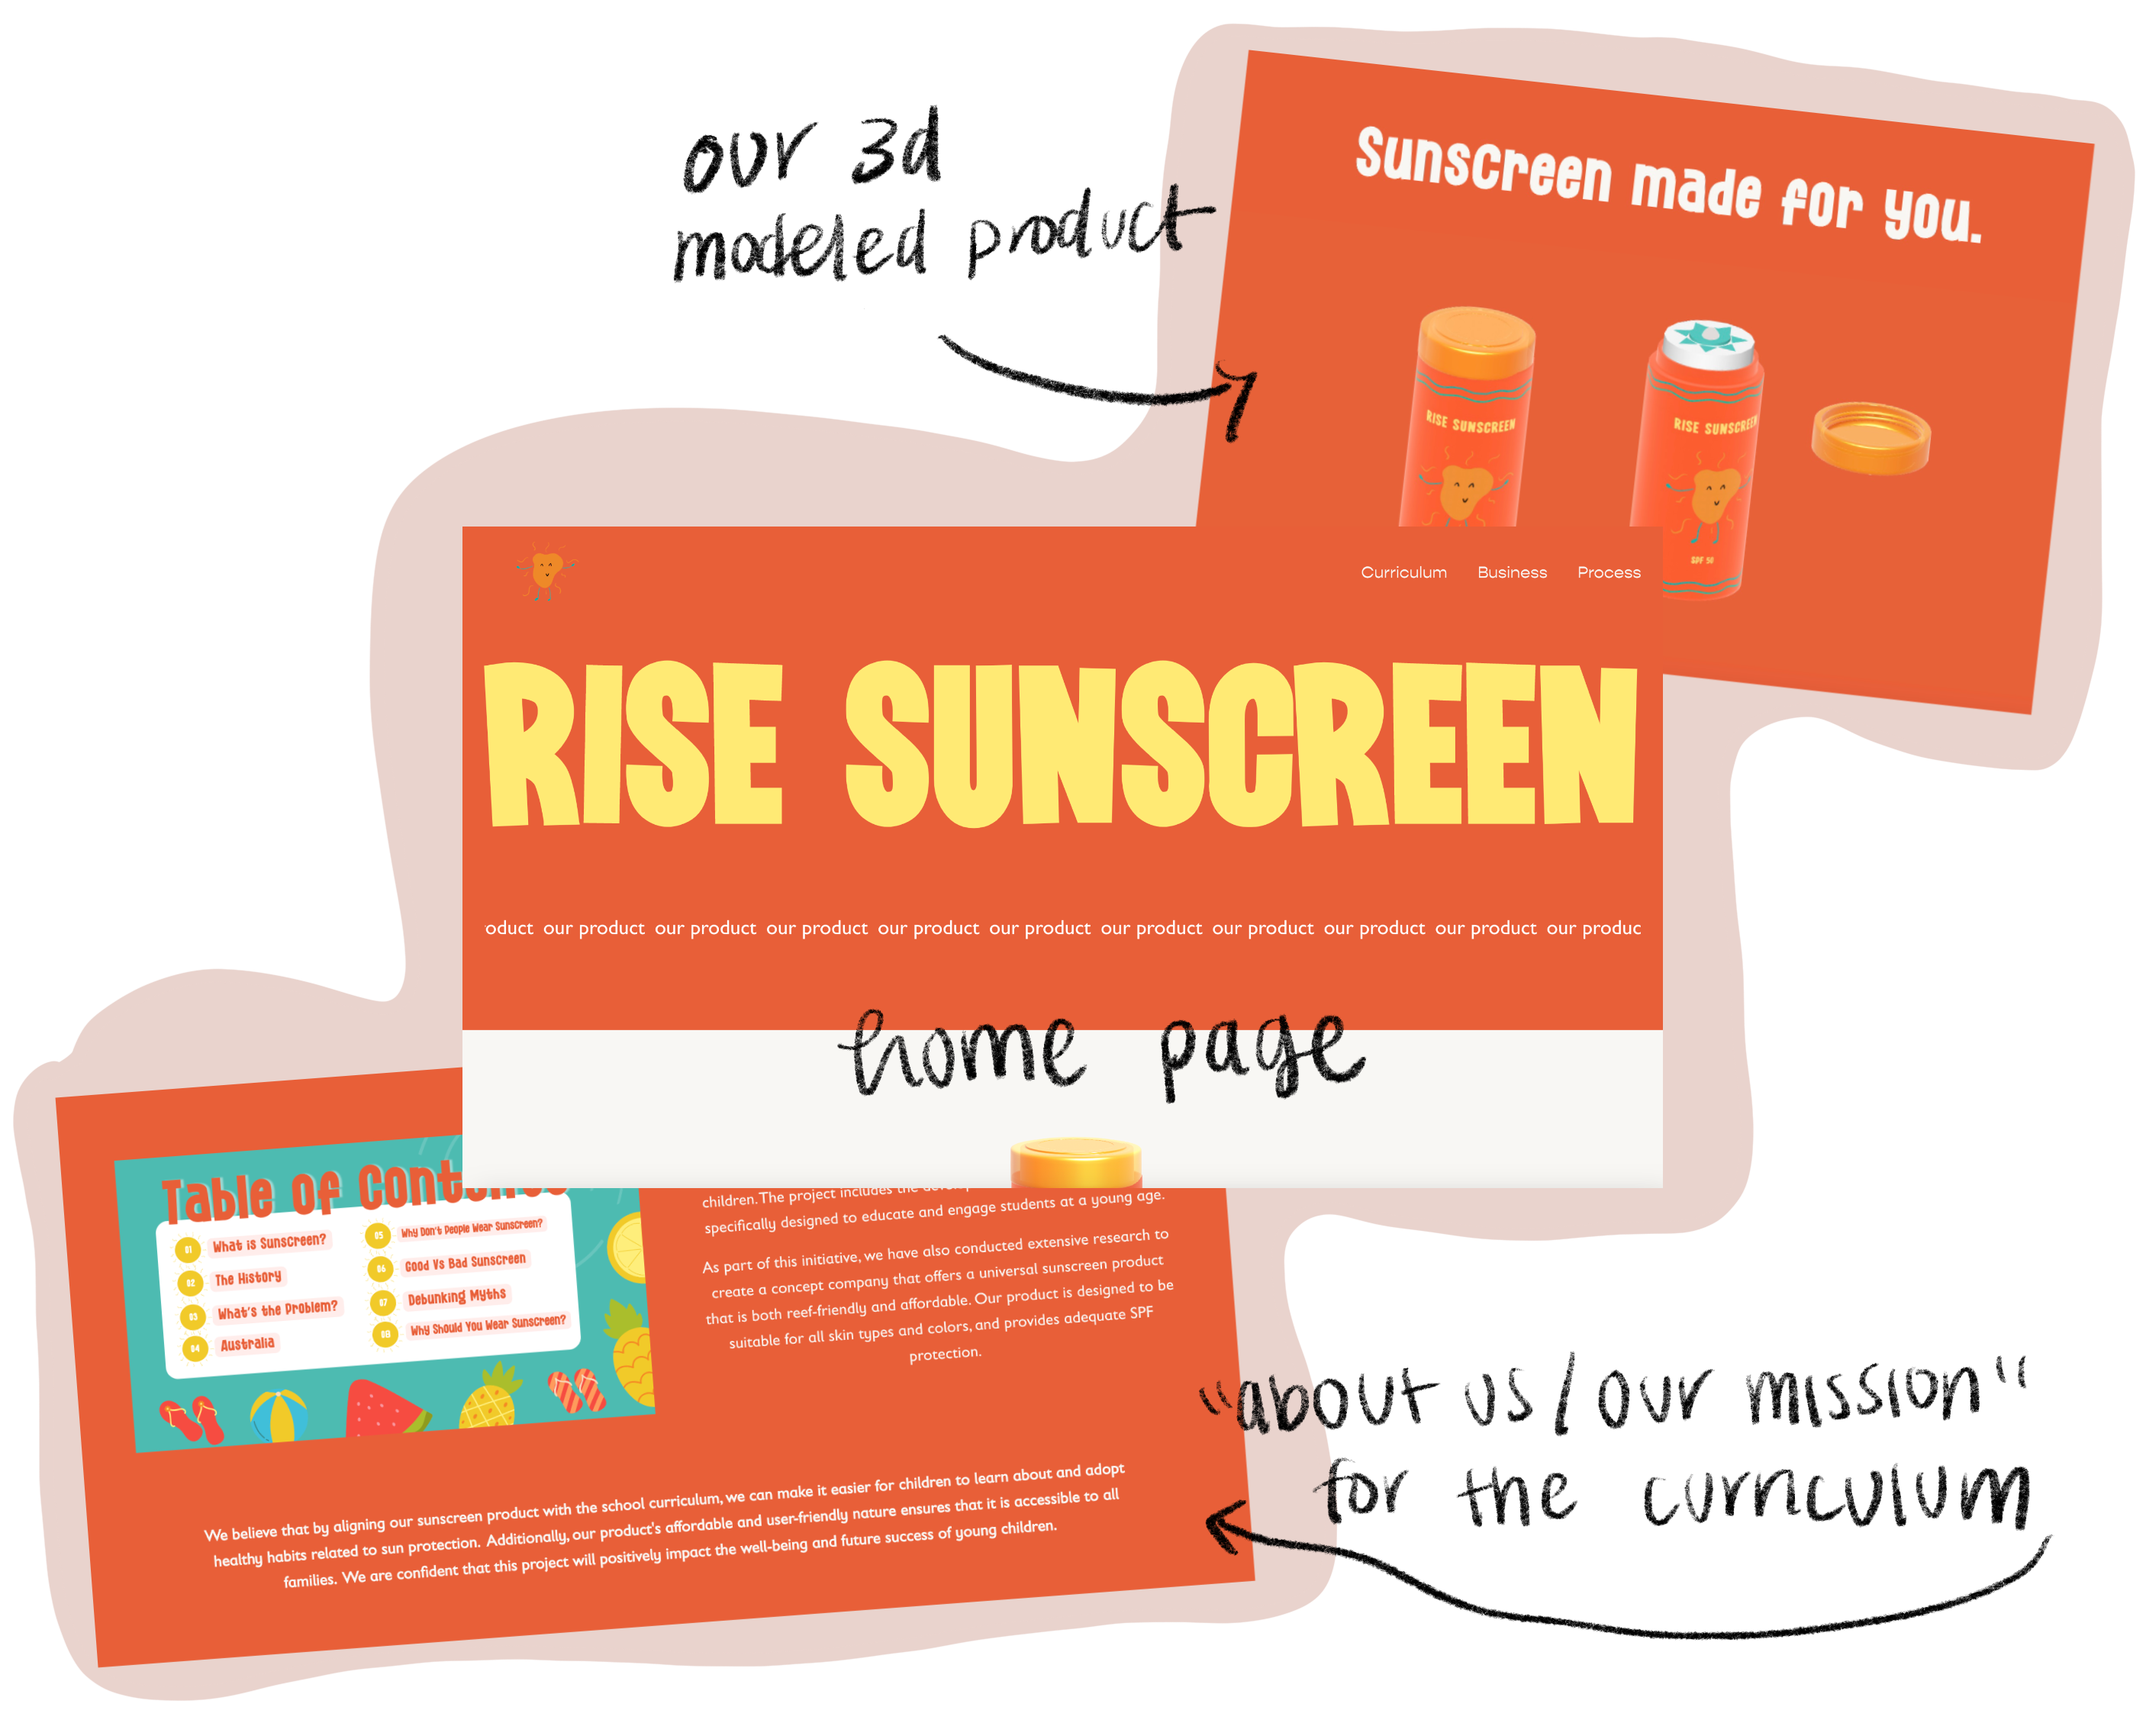 our 3d
modeled product
Sunscreen made for you.
RISE SUNSCREEN
RISE SUNSCREEN
Curriculum Business Process
RISE SUNSCREEN
oduct our product our product our product our product our product our product our product our product our product our produc
home page
Table of
01 What is Sunscreen?
02 The History
03 What's the Problem?
04 Australia
05 Why Don't People Wear Sunscreen?
06 Good Vs Bad Sunscreen
07 Debunking Myths
08 Why Should You Wear Sunscreen?
children. The project includes the
specifically designed to educate and engage students at a young age.
As part of this initiative, we have also conducted extensive research to
create a concept company that offers a universal sunscreen product
that is both reef-friendly and affordable. Our product is designed to be
suitable for all skin types and colors, and provides adequate SPF
protection.
We believe that by aligning our sunscreen product with the school curriculum, we can make it easier for children to learn about and adopt
healthy habits related to sun protection. Additionally, our product's affordable and user-friendly nature ensures that it is accessible to all
families. We are confident that this project will positively impact the well-being and future success of young children.
"about us / our mission"
for the curriculum